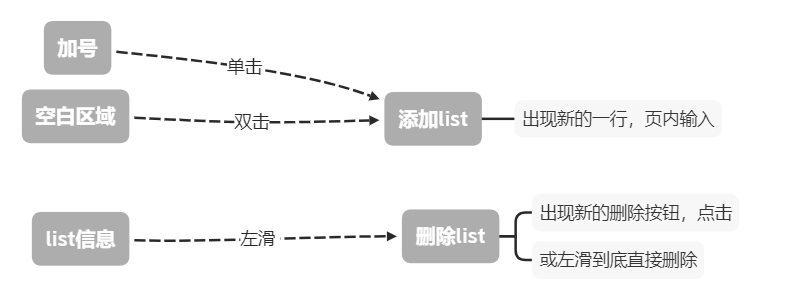 加号
单击
空白区域
双击
添加list
出现新的一行，页内输入
list信息
左滑
删除list
出现新的删除按钮，点击
或左滑到底直接删除